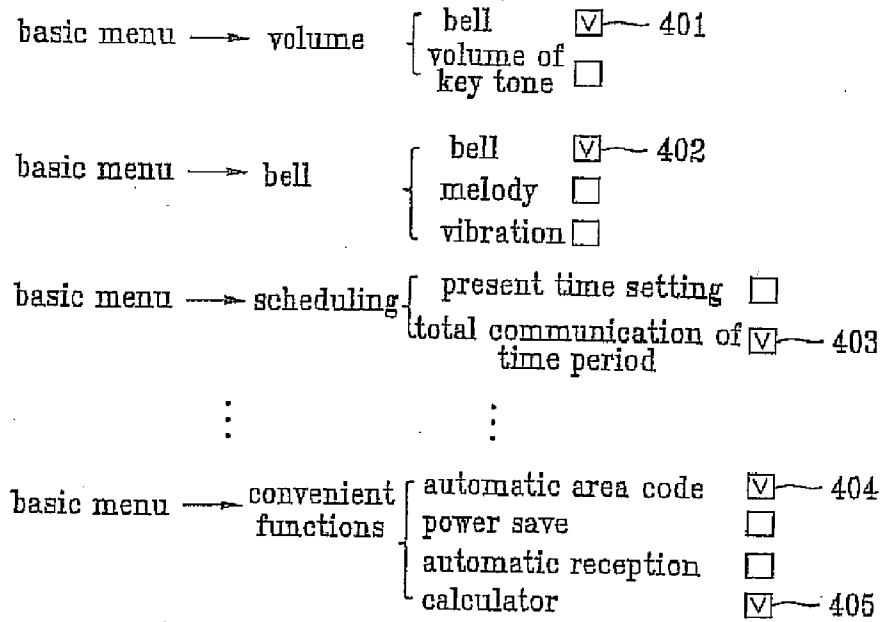 bell V 401
basic menu → volume
volume of
key tone
bell V 402
basic menu → bell
melody
vibration
present time setting
basic menu → scheduling
total communication of V 403
time period
automatic area code V 404
basic menu → convenient
functions
power save
automatic reception
calculator V 405